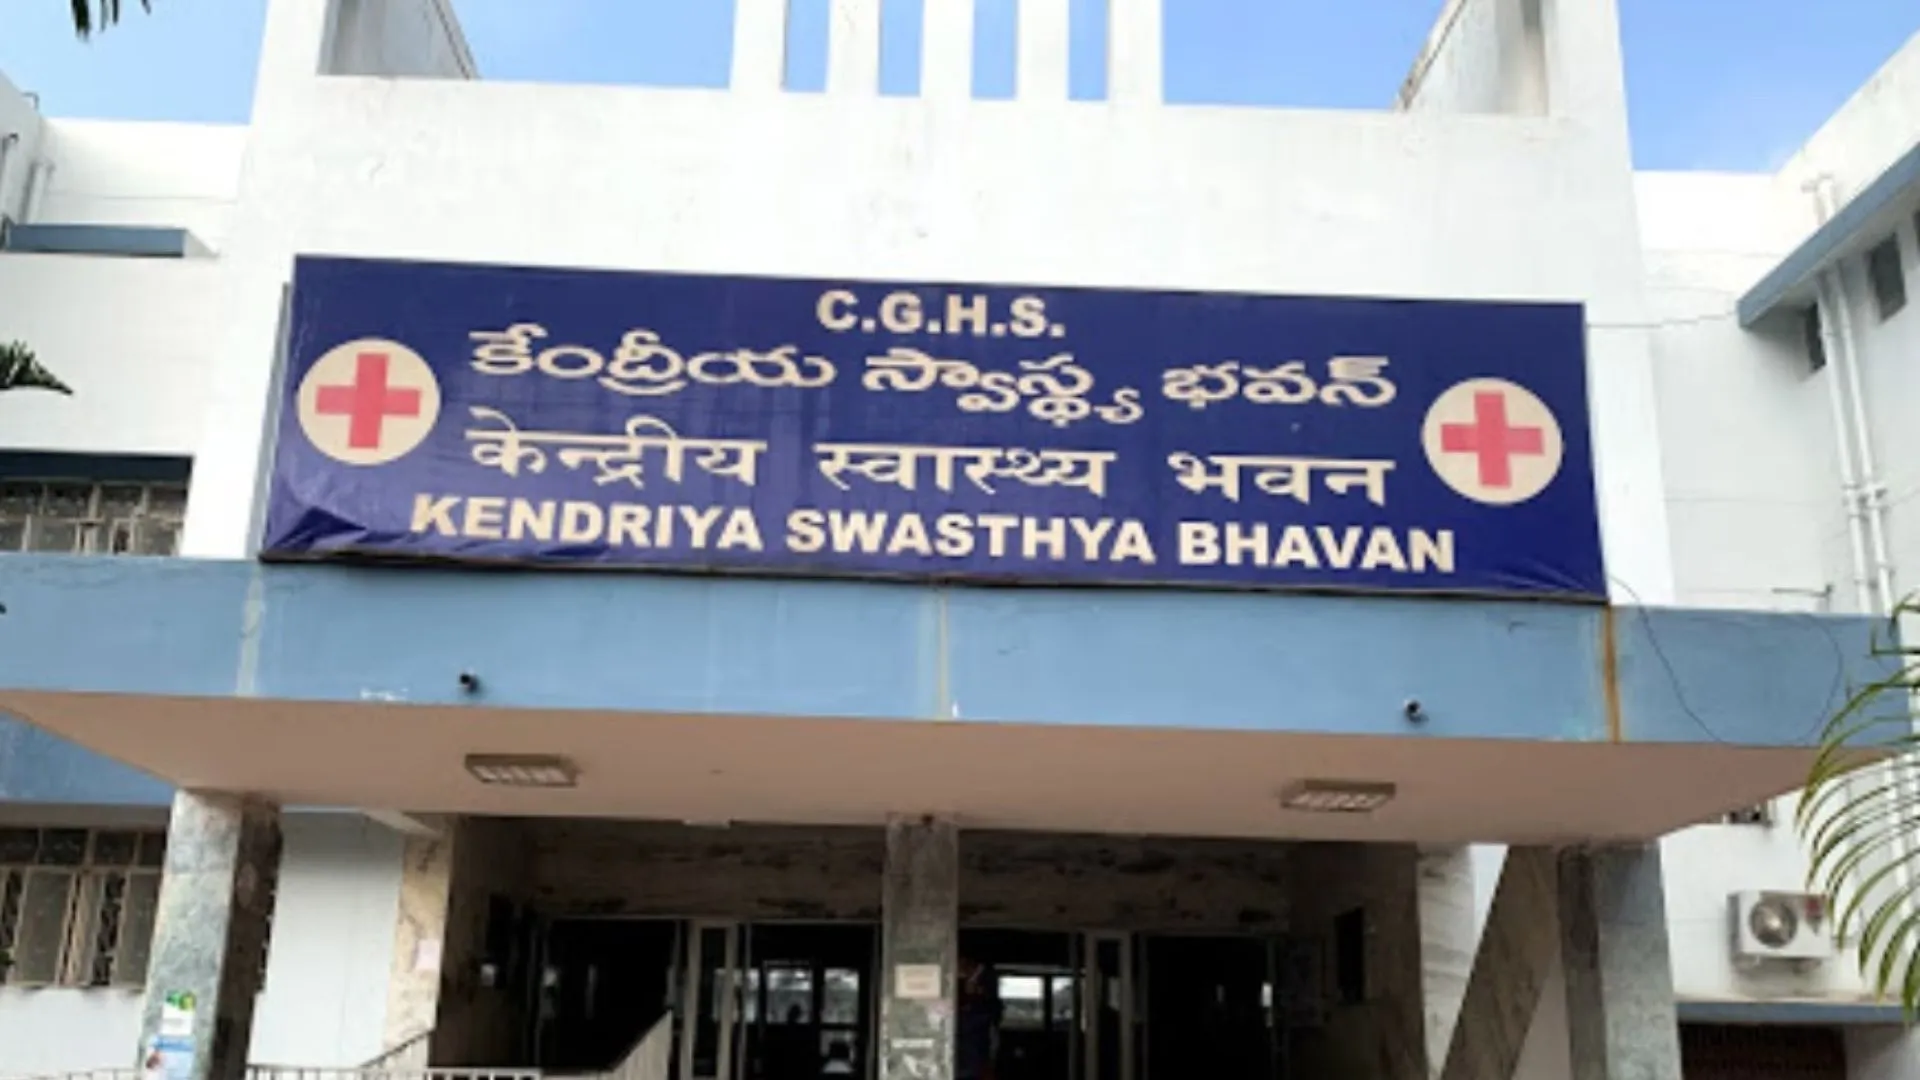 C.G.H.S.
కేంద్రీయ స్వాస్థ్య భవన్
केन्द्रीय स्वास्थ्य भवन
KENDRIYA SWASTHYA BHAVAN